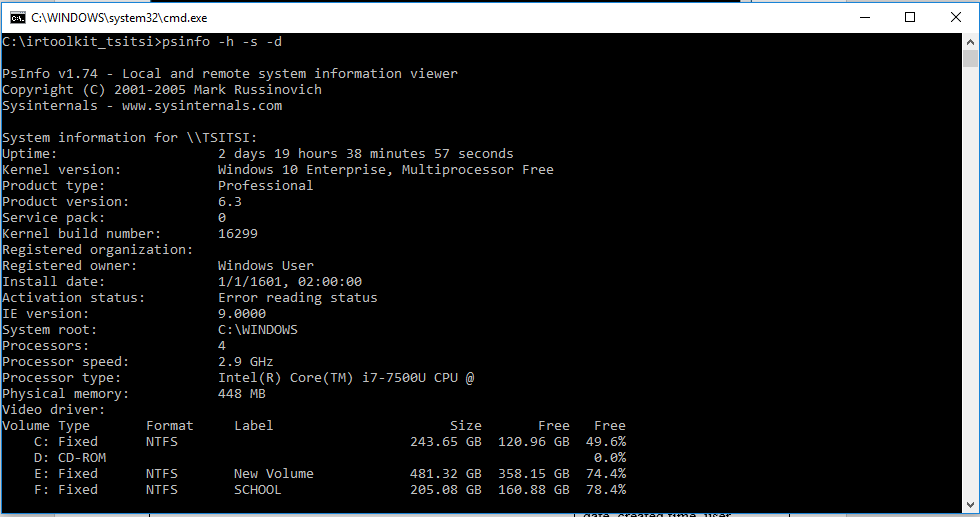 C:\WINDOWS\system32\cmd.exe
C:\irtoolkit_tsitsi>psinfo -h -s -d
PsInfo v1.74 - Local and remote system information viewer
Copyright (C) 2001-2005 Mark Russinovich
Sysinternals - www.sysinternals.com
System information for \\TSITSI:
Uptime: 2 days 19 hours 38 minutes 57 seconds
Kernel version: Windows 10 Enterprise, Multiprocessor Free
Product type: Professional
Product version: 6.3
Service pack: 0
Kernel build number: 16299
Registered organization:
Registered owner: Windows User
Install date: 1/1/1601, 02:00:00
Activation status: Error reading status
IE version: 9.0000
System root: C:\WINDOWS
Processors: 4
Processor speed: 2.9 GHz
Processor type: Intel(R) Core(TM) i7-7500U CPU @
Physical memory: 448 MB
Video driver:
Volume Type Format Label Size Free Free
C: Fixed NTFS 243.65 GB 120.96 GB 49.6%
D: CD-ROM 0.0%
E: Fixed NTFS New Volume 481.32 GB 358.15 GB 74.4%
F: Fixed NTFS SCHOOL 205.08 GB 160.88 GB 78.4%
date, created time, user